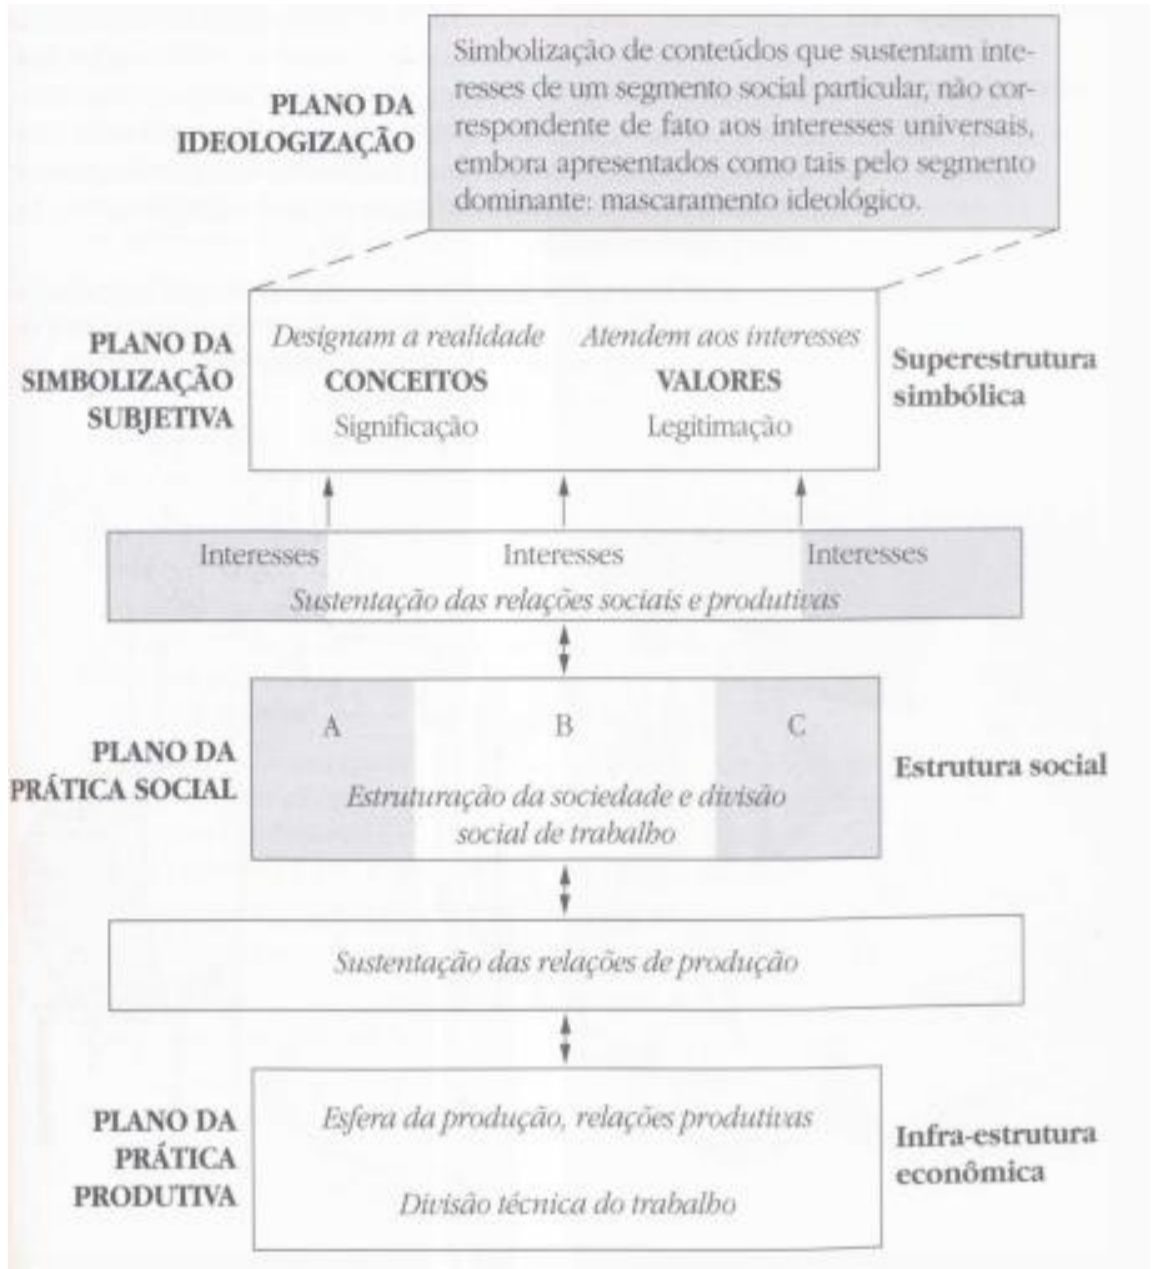 PLANO DA
IDEOLOGIZAÇÃO
Simbolização de conteúdos que sustentam inte-
resses de um segmento social particular, não cor-
respondente de fato aos interesses universais,
embora apresentados como tais pelo segmento
dominante: mascaramento ideológico.
PLANO DA
SIMBOLIZAÇÃO
SUBJETIVA
Designam a realidade
CONCEITOS
Significação
Atendem aos interesses
VALORES
Legitimação
Superestrutura
simbólica
Interesses Interesses Interesses
Sustentação das relações sociais e produtivas
PLANO DA
PRÁTICA SOCIAL
A B C
Estruturação da sociedade e divisão
social de trabalho
Estrutura social
Sustentação das relações de produção
PLANO DA
PRÁTICA
PRODUTIVA
Esfera da produção, relações produtivas
Divisão técnica do trabalho
Infra-estrutura
econômica